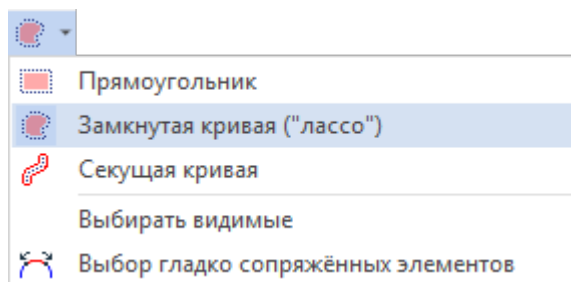 Прямоугольник
Замкнутая кривая ("лассо")
Секущая кривая
Выбирать видимые
Выбор гладко сопряжённых элементов